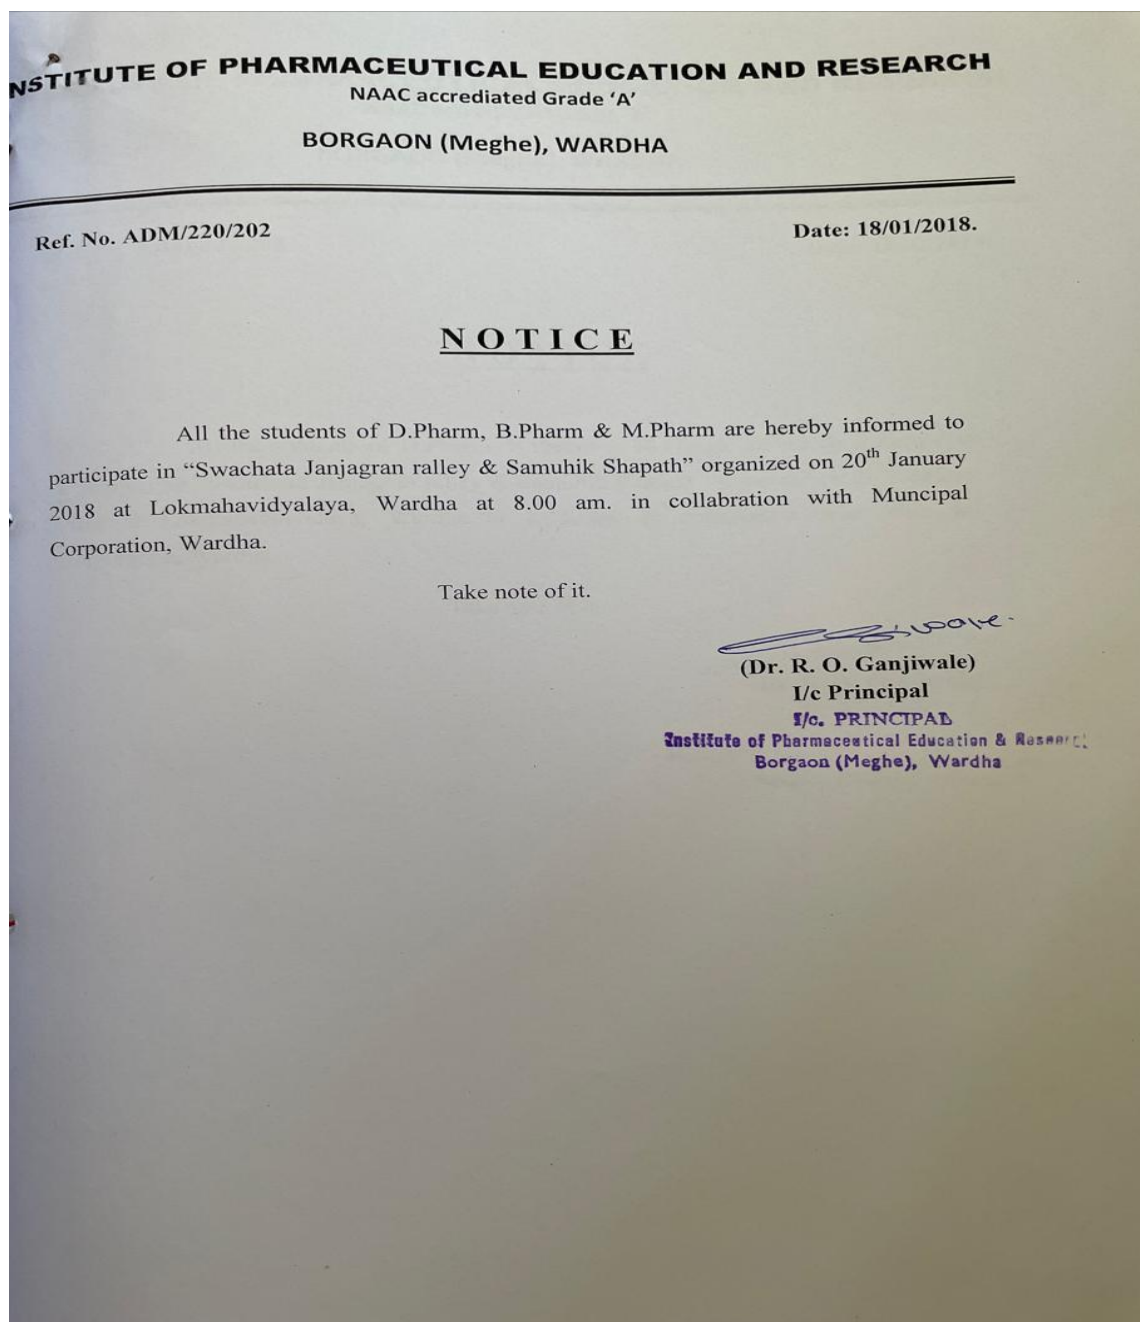 NSTITUTE OF PHARMACEUTICAL EDUCATION AND RESEARCH
NAAC accrediated Grade ‘A’
BORGAON (Meghe), WARDHA
Ref. No. ADM/220/202
Date: 18/01/2018.
NOTICE
All the students of D.Pharm, B.Pharm & M.Pharm are hereby informed to
participate in “Swachata Janjagran ralley & Samuhik Shapath” organized on 20th January
2018 at Lokmahavidyalaya, Wardha at 8.00 am. in collabration with Muncipal
Corporation, Wardha.
Take note of it.
(Dr. R. O. Ganjiwale)
I/c Principal
I/c. PRINCIPAL
Institute of Pharmaceutical Education & Research
Borgaon (Meghe), Wardha